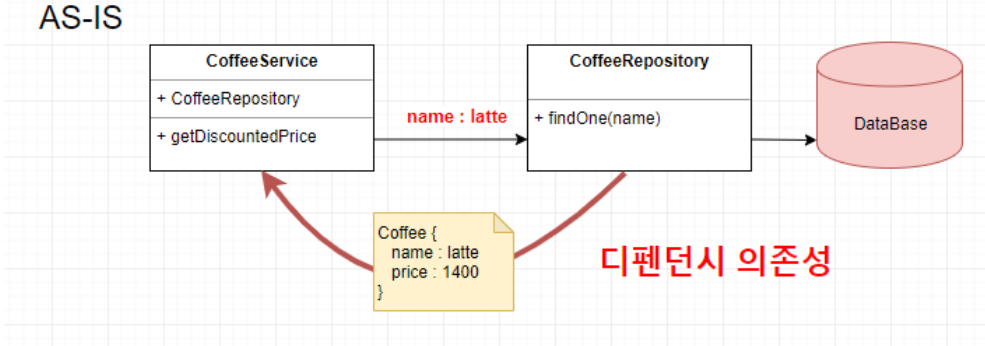 AS-IS
CoffeeService
+ CoffeeRepository
+ getDiscountedPrice
name : latte
CoffeeRepository
+ findOne(name)
DataBase
Coffee {
name : latte
price : 1400
}
디펜던시 의존성